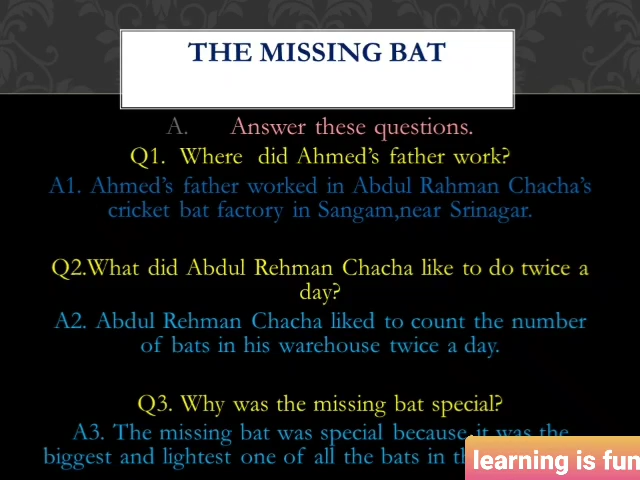 THE MISSING BAT
A. Answer these questions.
Q1. Where did Ahmed's father work?
A1. Ahmed's father worked in Abdul Rahman Chacha's
cricket bat factory in Sangam,near Srinagar.
Q2.What did Abdul Rehman Chacha like to do twice a
day?
A2. Abdul Rehman Chacha liked to count the number
of bats in his warehouse twice a day.
Q3. Why was the missing bat special?
A3. The missing bat was special because it was the
biggest and lightest one of all the bats in
learning is fun